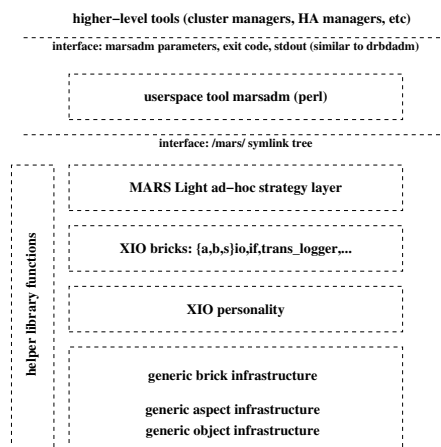 higher−level tools (cluster managers, HA managers, etc)
interface: marsadm parameters, exit code, stdout (similar to drbdadm)
userspace tool marsadm (perl)
interface: /mars/ symlink tree
helper library functions
MARS Light ad−hoc strategy layer
XIO bricks: {a,b,s}io,if,trans_logger,...
XIO personality
generic brick infrastructure
generic aspect infrastructure
generic object infrastructure